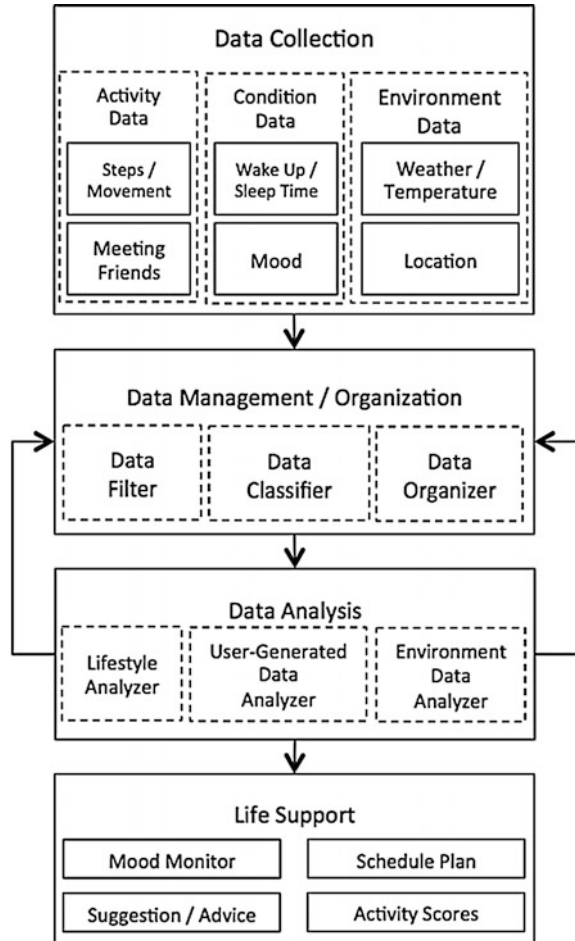 Data Collection
Activity
Data
Steps /
Movement
Meeting
Friends
Condition
Data
Wake Up /
Sleep Time
Mood
Environment
Data
Weather /
Temperature
Location
Data Management / Organization
Data
Filter
Data
Classifier
Data
Organizer
Data Analysis
Lifestyle
Analyzer
User-Generated
Data
Analyzer
Environment
Data
Analyzer
Life Support
Mood Monitor
Schedule Plan
Suggestion / Advice
Activity Scores